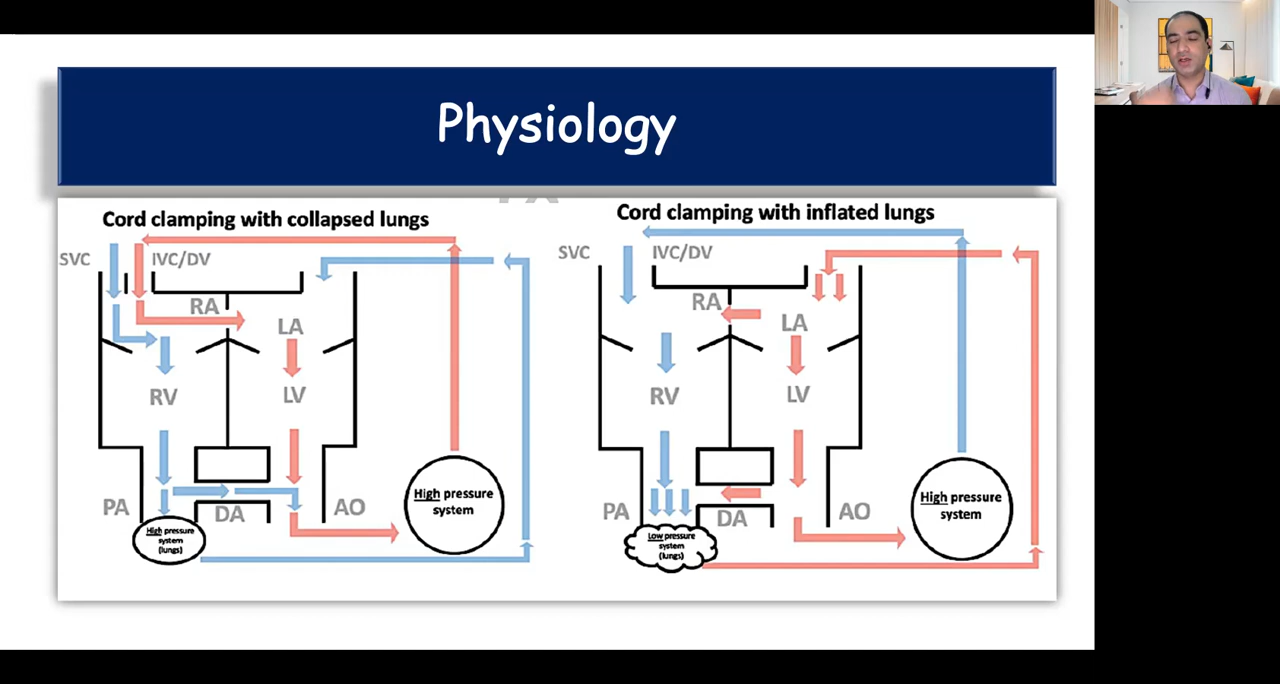 Physiology
Cord clamping with collapsed lungs
SVC
IVC/DV
RA
LA
RV
LV
PA
DA
AO
High pressure
system
(lungs)
High pressure
system
Cord clamping with inflated lungs
SVC
IVC/DV
RA
LA
RV
LV
PA
DA
AO
Low pressure
system
(lungs)
High pressure
system